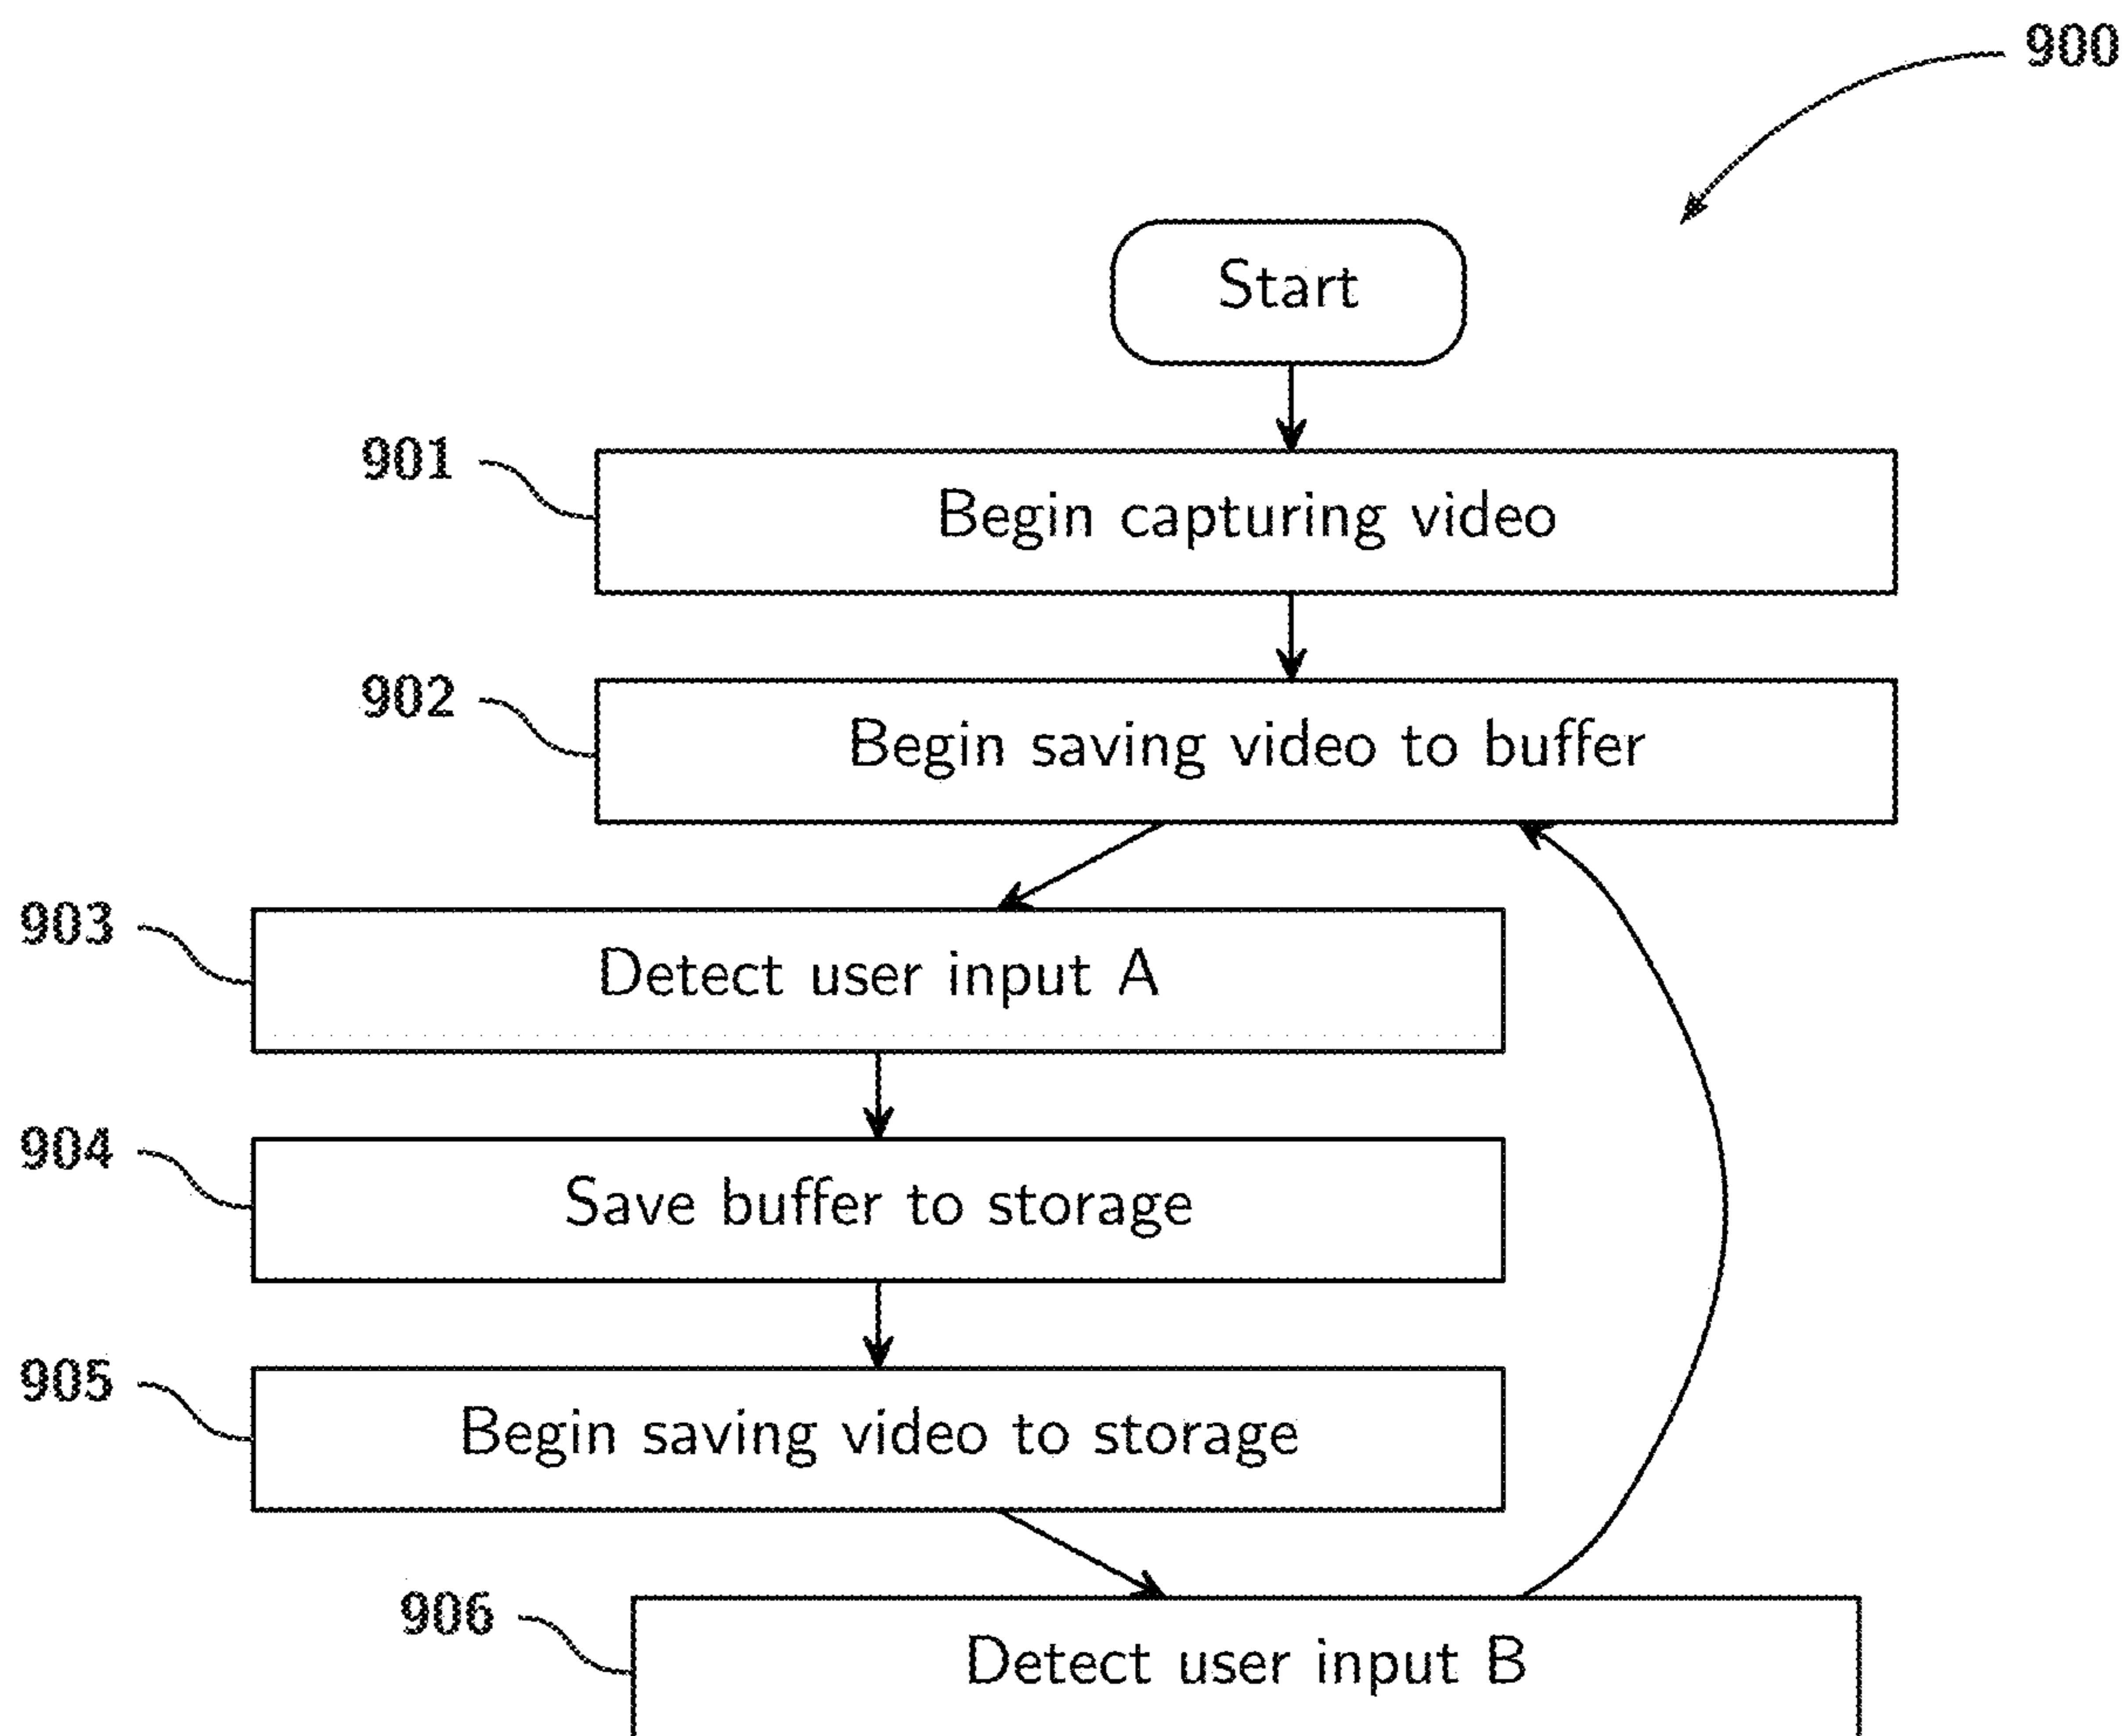 900
Start
901
Begin capturing video
902
Begin saving video to buffer
903
Detect user input A
904
Save buffer to storage
905
Begin saving video to storage
906
Detect user input B